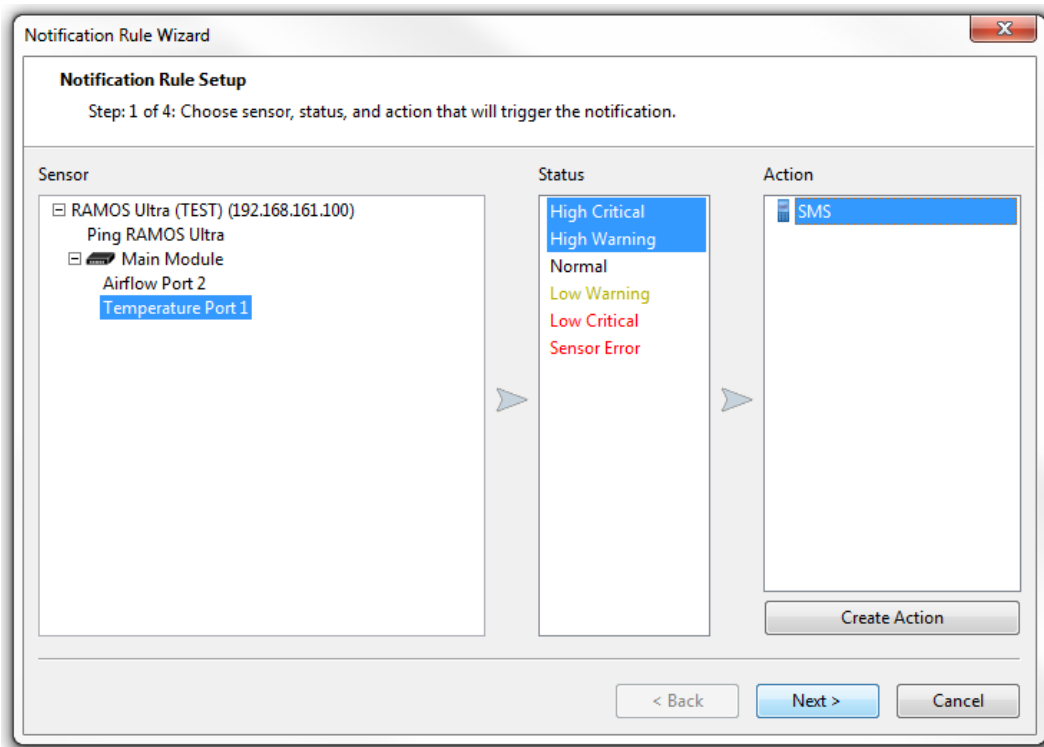 Notification Rule Wizard
Notification Rule Setup
Step: 1 of 4: Choose sensor, status, and action that will trigger the notification.
Sensor
RAMOS Ultra (TEST) (192.168.161.100)
Ping RAMOS Ultra
Main Module
Airflow Port 2
Temperature Port 1
Status
High Critical
High Warning
Normal
Low Warning
Low Critical
Sensor Error
Action
SMS
Create Action
< Back
Next >
Cancel